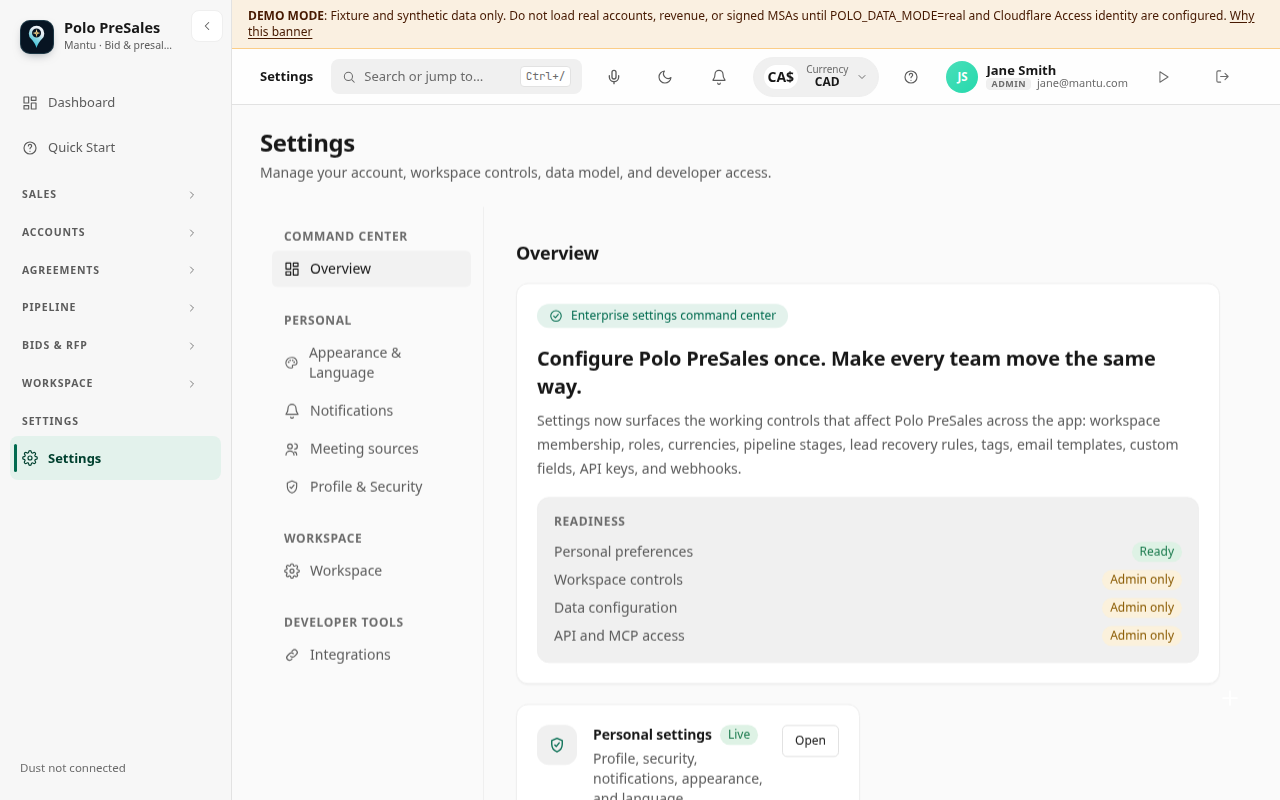 Polo PreSales
Mantu · Bid & presal...
Dashboard
Quick Start
SALES
ACCOUNTS
AGREEMENTS
PIPELINE
BIDS & RFP
WORKSPACE
SETTINGS
Settings
Dust not connected
DEMO MODE: Fixture and synthetic data only. Do not load real accounts, revenue, or signed MSAs until POLO_DATA_MODE=real and Cloudflare Access identity are configured. Why
this banner
Settings
Search or jump to...
Ctrl+/
CA$
Currency
CAD
JS
Jane Smith
ADMIN jane@mantu.com
Settings
Manage your account, workspace controls, data model, and developer access.
COMMAND CENTER
Overview
PERSONAL
Appearance &
Language
Notifications
Meeting sources
Profile & Security
WORKSPACE
Workspace
DEVELOPER TOOLS
Integrations
Overview
Enterprise settings command center
Configure Polo PreSales once. Make every team move the same
way.
Settings now surfaces the working controls that affect Polo PreSales across the app: workspace
membership, roles, currencies, pipeline stages, lead recovery rules, tags, email templates, custom
fields, API keys, and webhooks.
READINESS
Personal preferences Ready
Workspace controls Admin only
Data configuration Admin only
API and MCP access Admin only
Personal settings Live
Open
Profile, security,
notifications, appearance,
and language